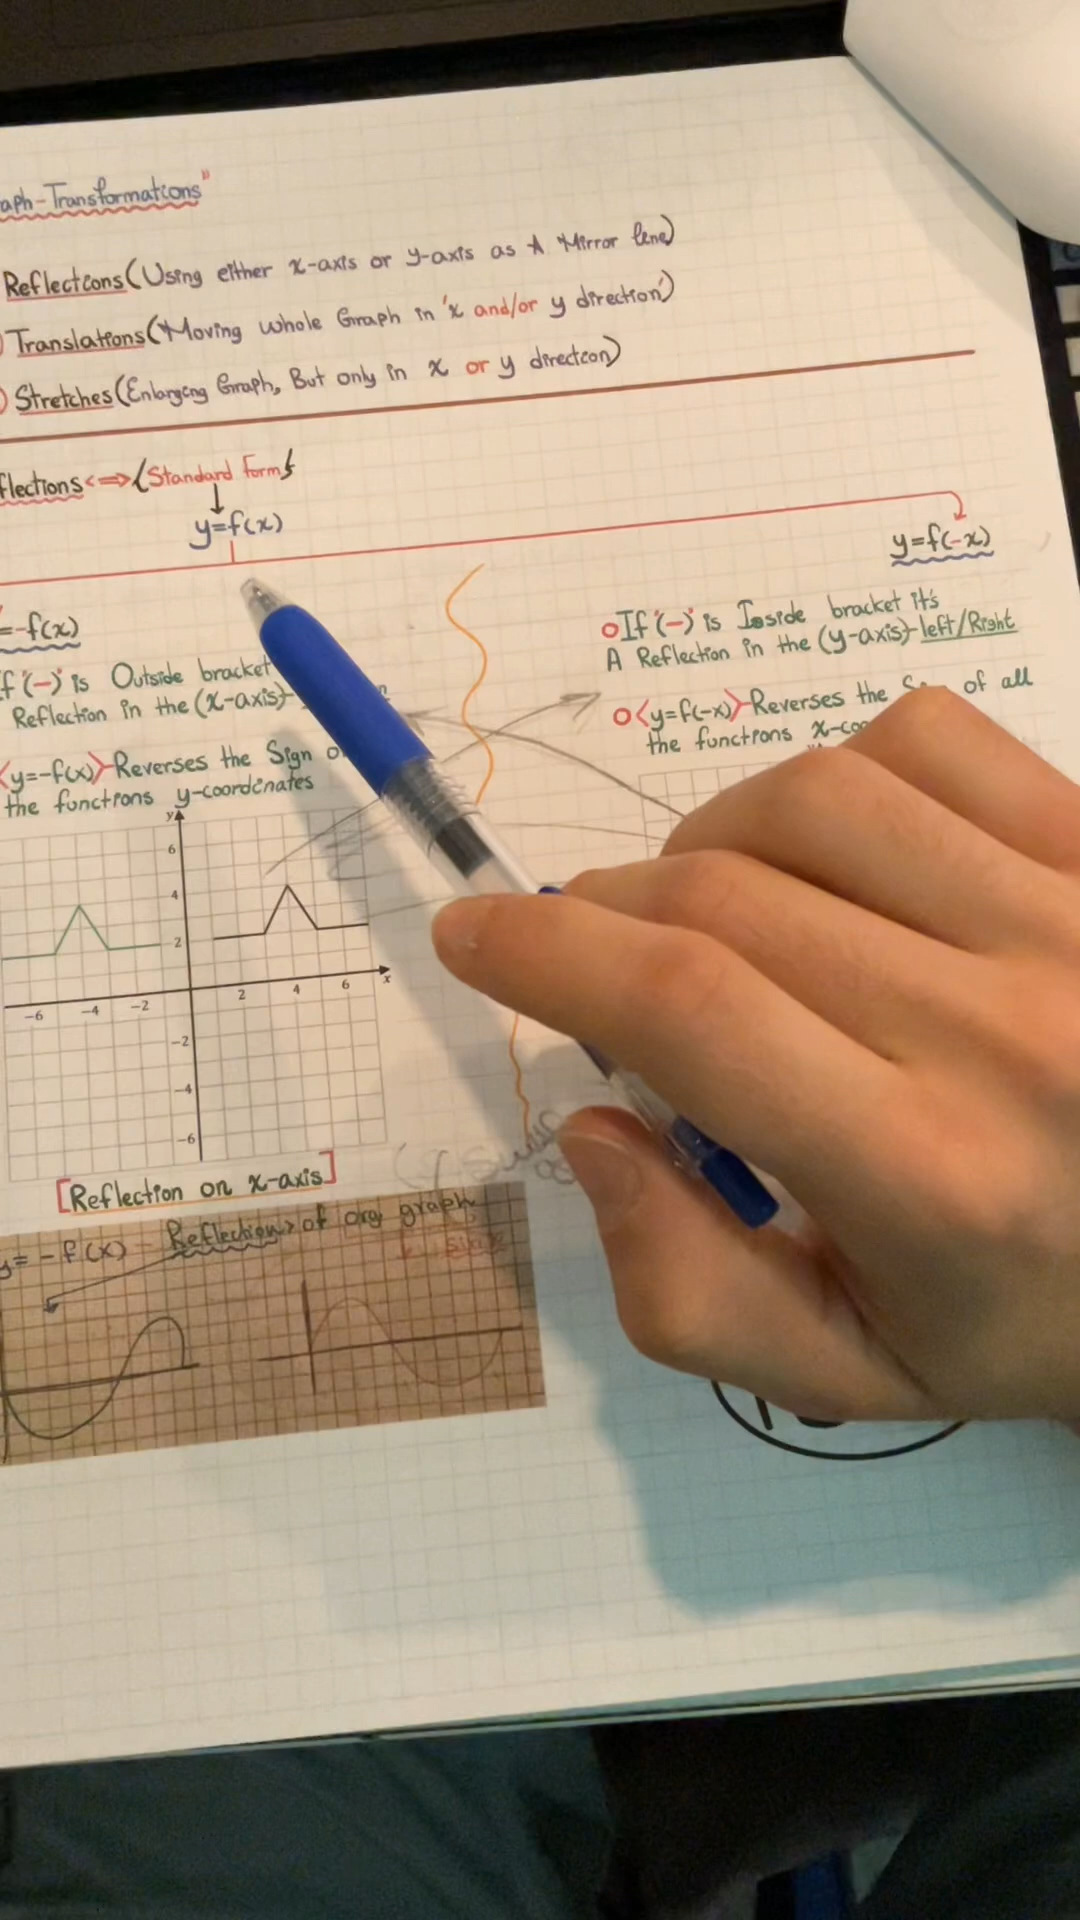 aph-Transformations"
Reflections(Using either x-axis or y-axis as A Mirror line)
Translations(Moving whole Graph in 'x and/or y direction')
Stretches(Enlarging Graph, But only in x or y direction)
flections<=>{Standard form}
y=f(x)
=-f(x)
f "(-)" is Outside bracket
Reflection in the (x-axis)-
<y=-f(x)>-Reverses the Sign o
the functions y-coordinates
y
6
4
2
-6
-4
-2
2
4
6
x
-2
-4
-6
[Reflection on x-axis]
y=-f(x) - Reflection> of org graph
y=f(-x)
If "(-)" is Inside bracket it's
A Reflection in the (y-axis)-left/Right
<y=f(-x)>-Reverses the of all
the functions x-coo